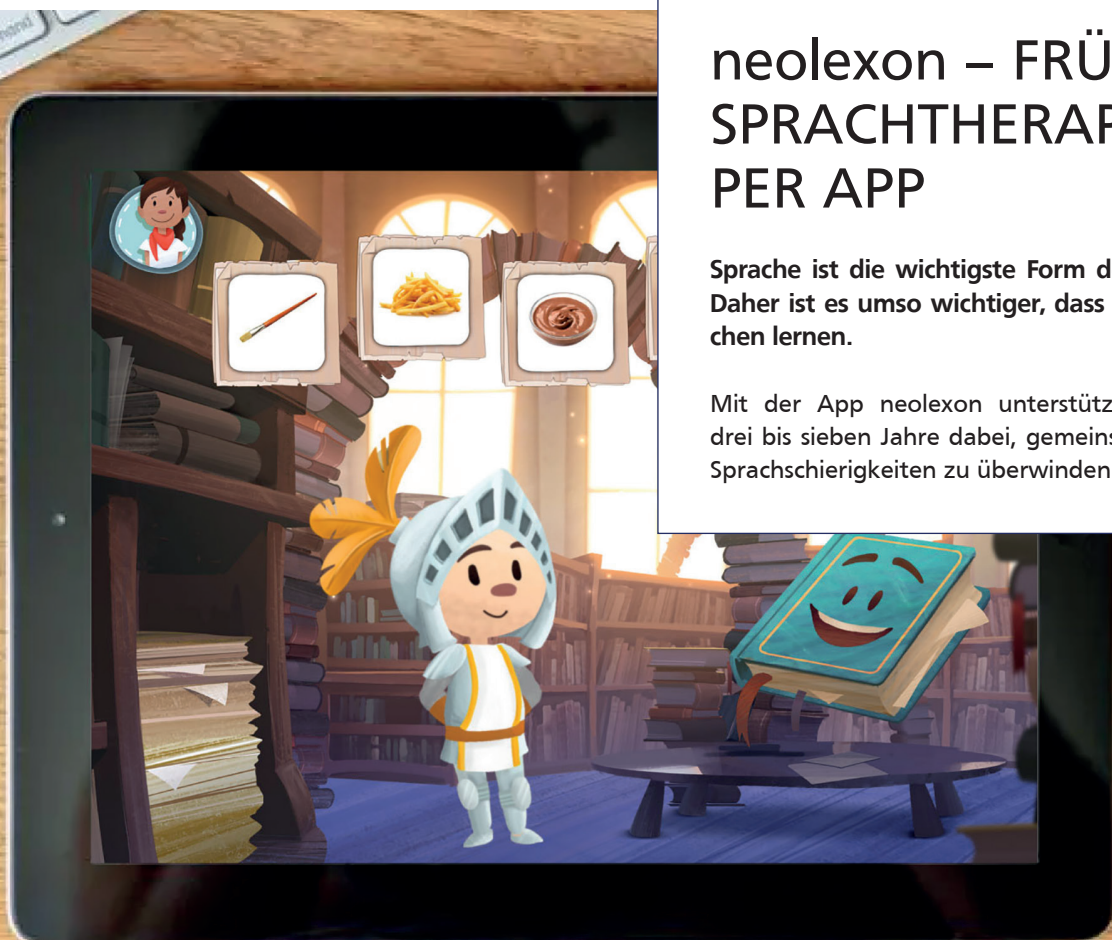 neolexon – FRÜ
SPRACHTHERAP
PER APP
Sprache ist die wichtigste Form d
Daher ist es umso wichtiger, dass
chen lernen.
Mit der App neolexon unterstütz
drei bis sieben Jahre dabei, gemeins
Sprachschierigkeiten zu überwinden